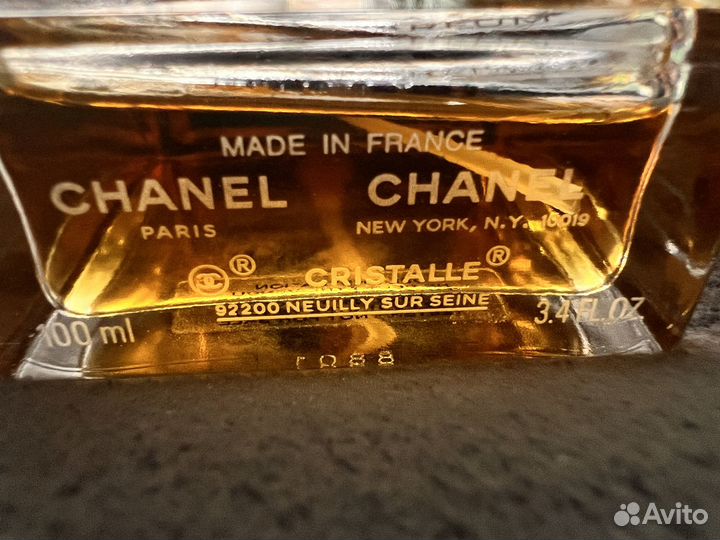 MADE IN FRANCE
CHANEL CHANEL
PARIS NEW YORK, N.Y. 10019
® CRISTALLE ®
92200 NEUILLY SUR SEINE
100 ml 3.4 FL OZ
Avito